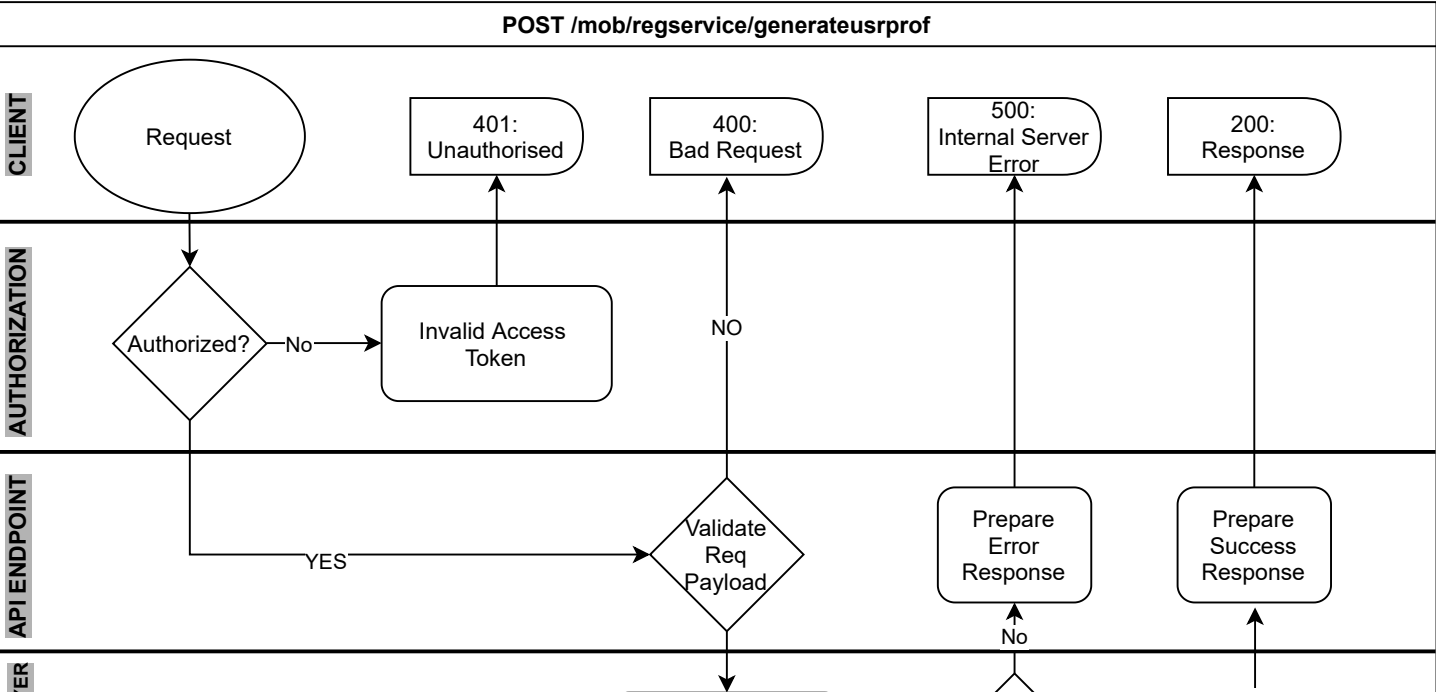 POST /mob/regservice/generateusrprof
CLIENT
Request
401:
Unauthorised
400:
Bad Request
500:
Internal Server
Error
200:
Response
AUTHORIZATION
Authorized?
No
Invalid Access
Token
NO
API ENDPOINT
YES
Validate
Req
Payload
Prepare
Error
Response
Prepare
Success
Response
No